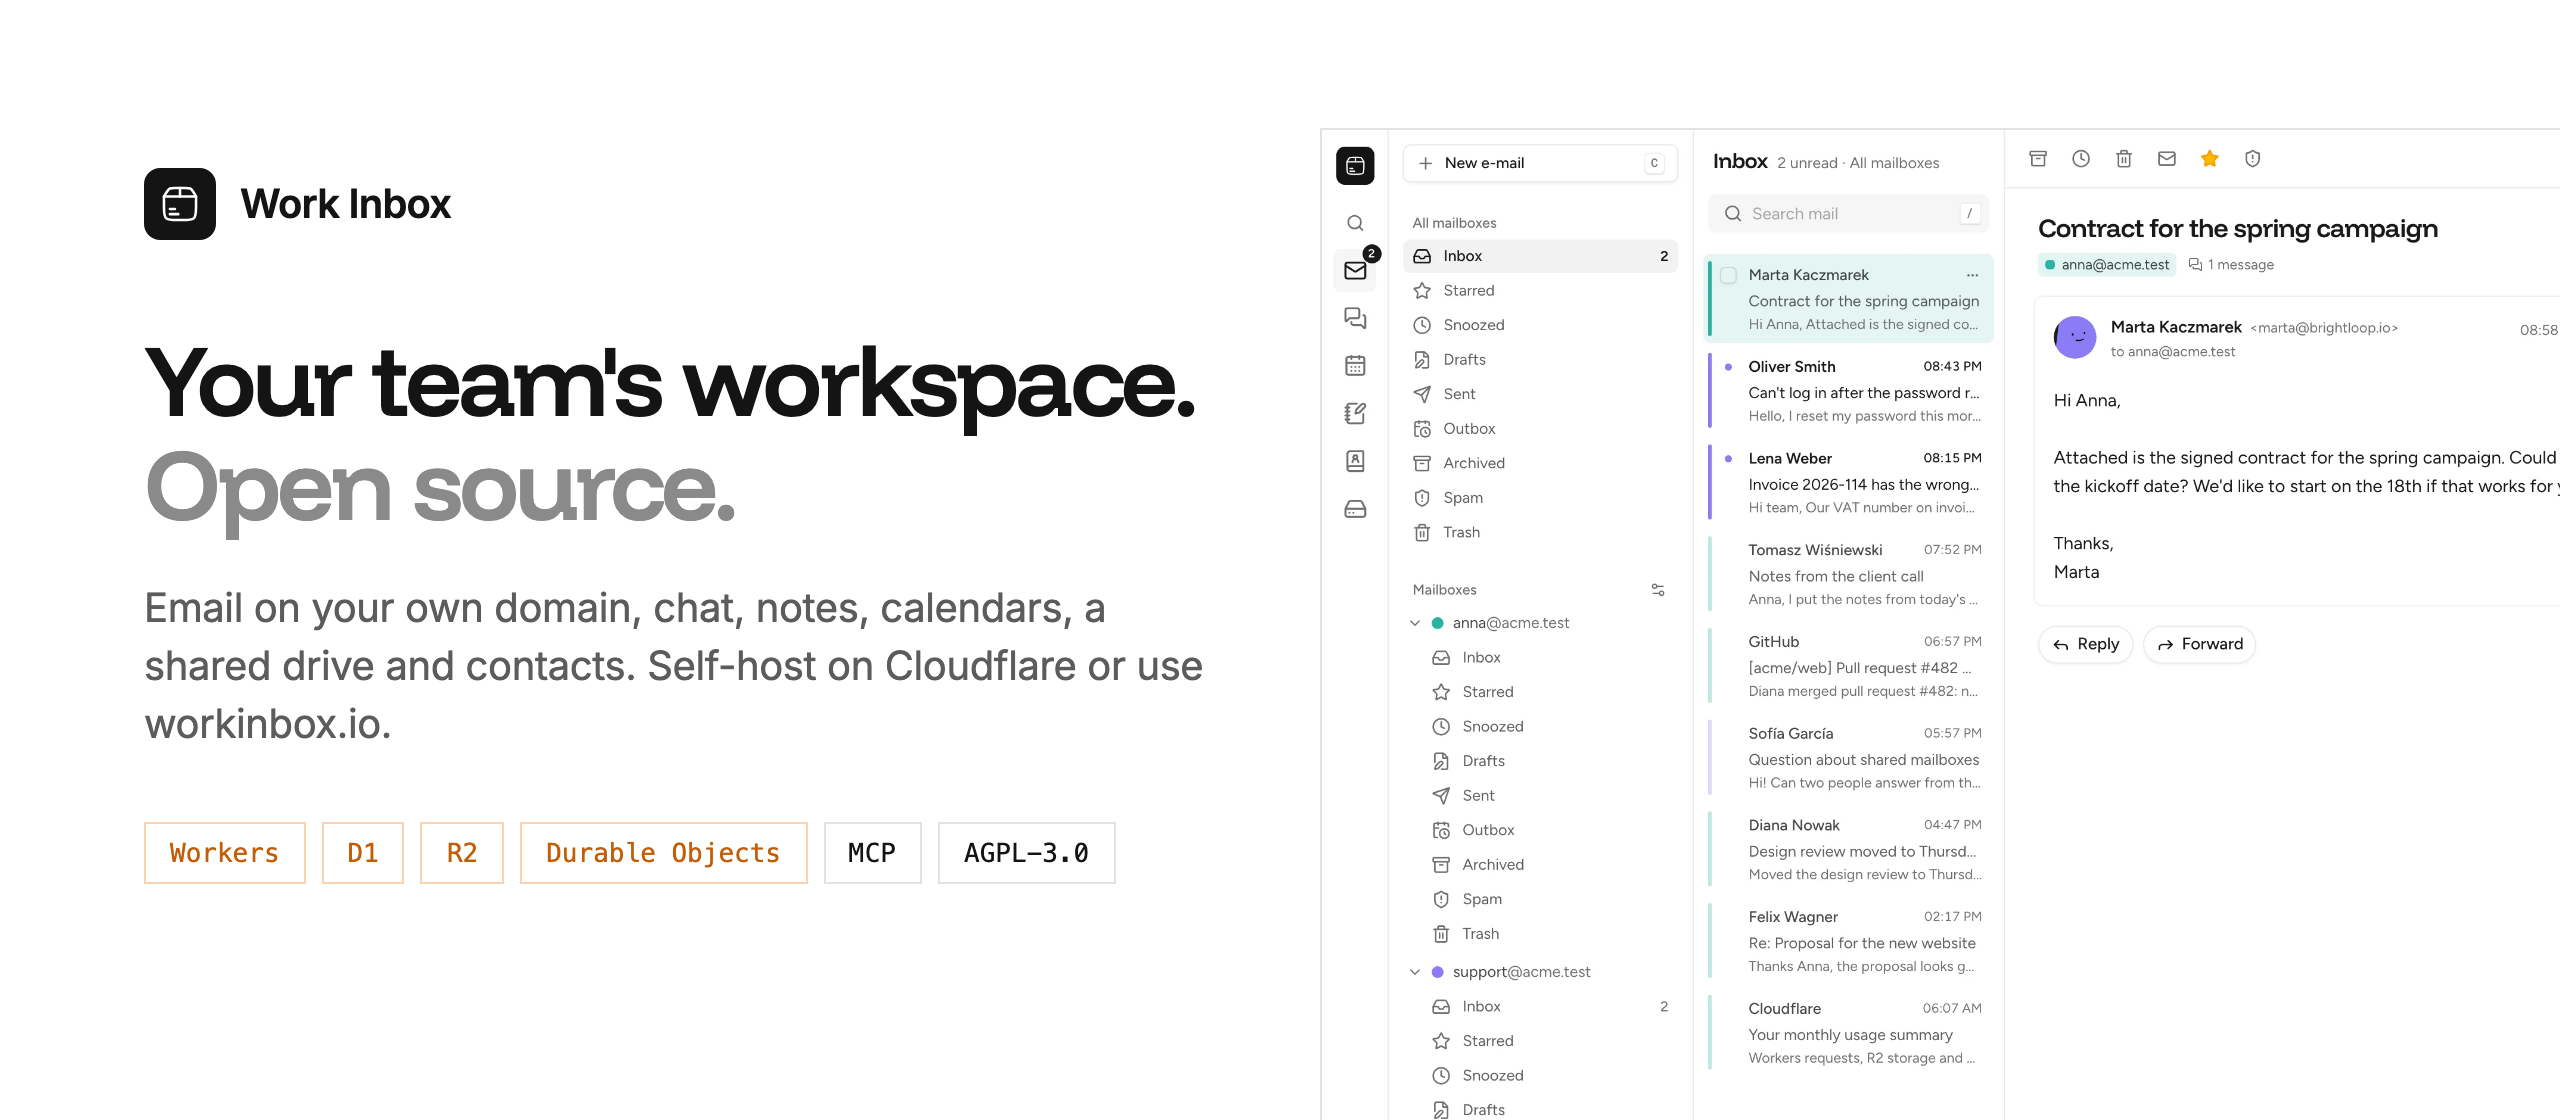 Work Inbox
Your team's workspace.
Open source.
Email on your own domain, chat, notes, calendars, a
shared drive and contacts. Self-host on Cloudflare or use
workinbox.io.
Workers
D1
R2
Durable Objects
MCP
AGPL-3.0
2
New e-mail
C
All mailboxes
Inbox 2
Starred
Snoozed
Drafts
Sent
Outbox
Archived
Spam
Trash
Mailboxes
anna@acme.test
Inbox
Starred
Snoozed
Drafts
Sent
Outbox
Archived
Spam
Trash
support@acme.test
Inbox 2
Starred
Snoozed
Drafts
Inbox 2 unread · All mailboxes
Search mail /
Marta Kaczmarek ...
Contract for the spring campaign
Hi Anna, Attached is the signed co...
Oliver Smith 08:43 PM
Can't log in after the password r...
Hello, I reset my password this mor...
Lena Weber 08:15 PM
Invoice 2026-114 has the wrong...
Hi team, Our VAT number on invoi...
Tomasz Wiśniewski 07:52 PM
Notes from the client call
Anna, I put the notes from today's ...
GitHub 06:57 PM
[acme/web] Pull request #482 ...
Diana merged pull request #482: n...
Sofía García 05:57 PM
Question about shared mailboxes
Hi! Can two people answer from th...
Diana Nowak 04:47 PM
Design review moved to Thursd...
Moved the design review to Thursd...
Felix Wagner 02:17 PM
Re: Proposal for the new website
Thanks Anna, the proposal looks g...
Cloudflare 06:07 AM
Your monthly usage summary
Workers requests, R2 storage and ...
Contract for the spring campaign
anna@acme.test 1 message
Marta Kaczmarek <marta@brightloop.io> 08:58
to anna@acme.test
Hi Anna,
Attached is the signed contract for the spring campaign. Could
the kickoff date? We'd like to start on the 18th if that works for
Thanks,
Marta
Reply
Forward